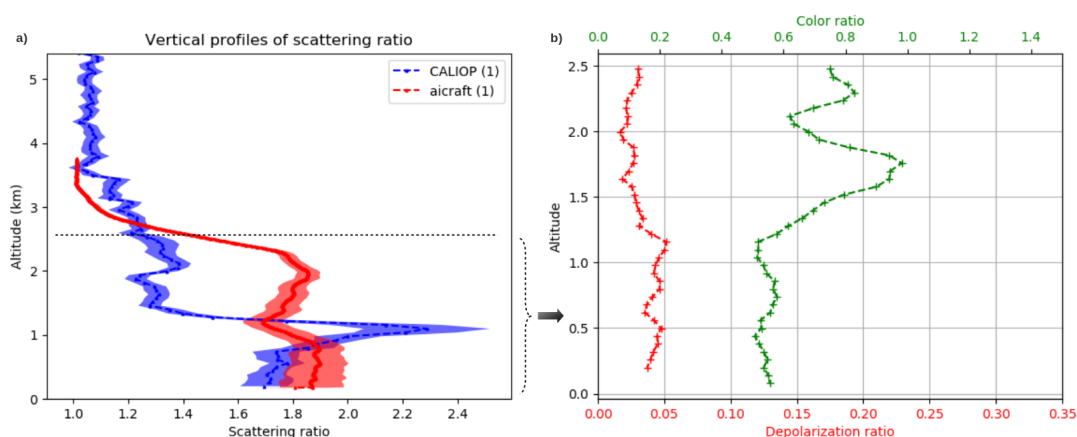 a)
Vertical profiles of scattering ratio
CALIOP (1)
aicraft (1)
5
4
3
2
1
0
Altitude (km)
1.0 1.2 1.4 1.6 1.8 2.0 2.2 2.4
Scattering ratio
b)
Color ratio
0.0 0.2 0.4 0.6 0.8 1.0 1.2 1.4
2.5
2.0
1.5
1.0
0.5
0.0
Altitude
0.00 0.05 0.10 0.15 0.20 0.25 0.30 0.35
Depolarization ratio